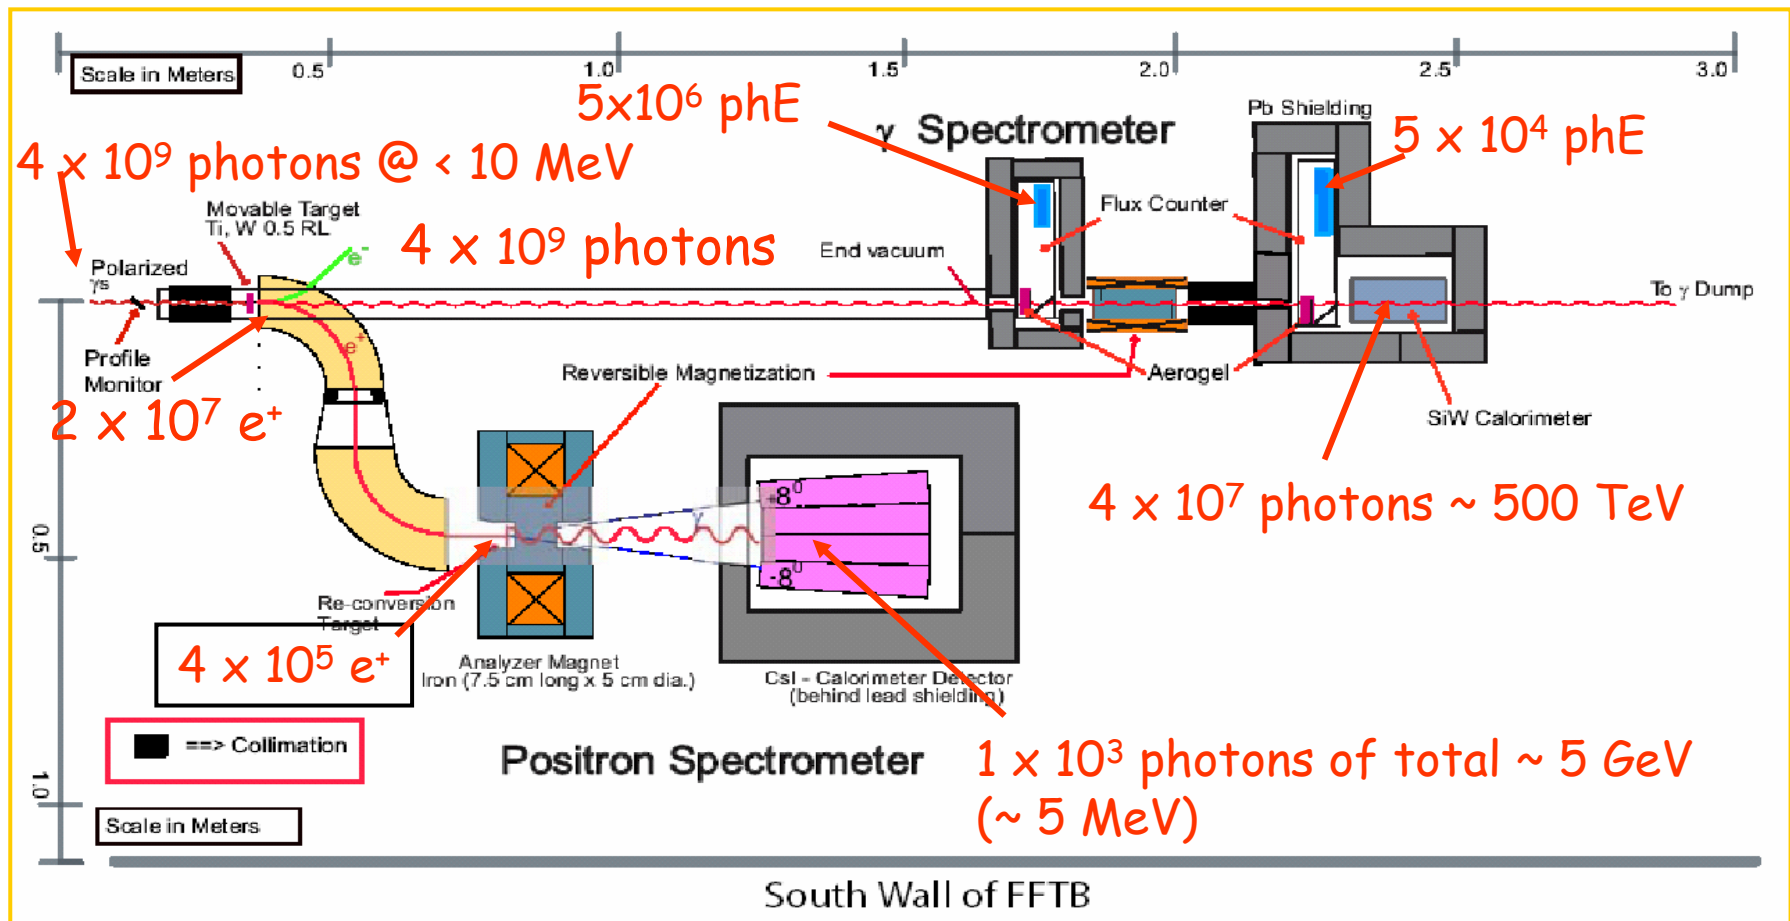 Scale in Meters
0.5
1.0
1.5
2.0
2.5
3.0
5x10⁶ phE
γ Spectrometer
Pb Shielding
5 x 10⁴ phE
4 x 10⁹ photons @ < 10 MeV
Movable Target
Ti, W 0.5 RL
Flux Counter
4 x 10⁹ photons
e⁻
End vacuum
Polarized
γs
To γ Dump
e⁺
Profile
Monitor
Reversible Magnetization
Aerogel
2 x 10⁷ e⁺
SiW Calorimeter
+8⁰
γ
4 x 10⁷ photons ~ 500 TeV
0.5
-8⁰
Re-conversion
Target
4 x 10⁵ e⁺
Analyzer Magnet
Iron (7.5 cm long x 5 cm dia.)
CsI - Calorimeter Detector
(behind lead shielding)
==> Collimation
Positron Spectrometer
1 x 10³ photons of total ~ 5 GeV
(~ 5 MeV)
1.0
Scale in Meters
South Wall of FFTB